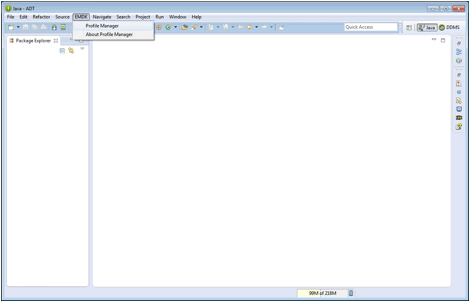 Java - ADT
File Edit Refactor Source EMDK Navigate Search Project Run Window Help
Profile Manager
About Profile Manager
Quick Access
Java DDMS
Package Explorer
99M of 218M